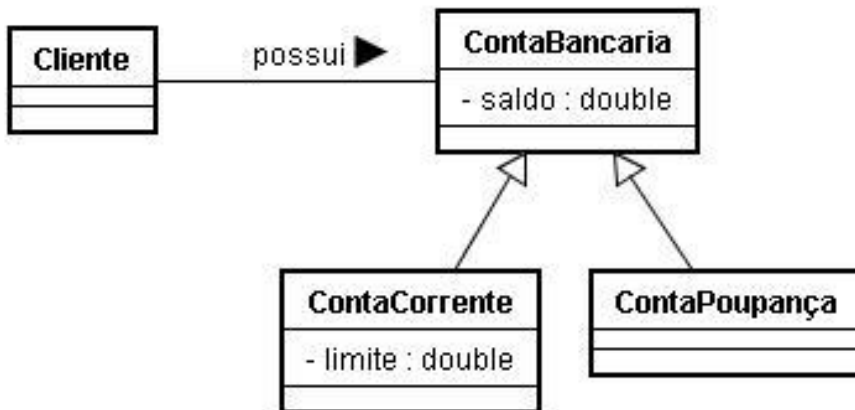 Cliente
possui
ContaBancaria
- saldo : double
ContaCorrente
- limite : double
ContaPoupança